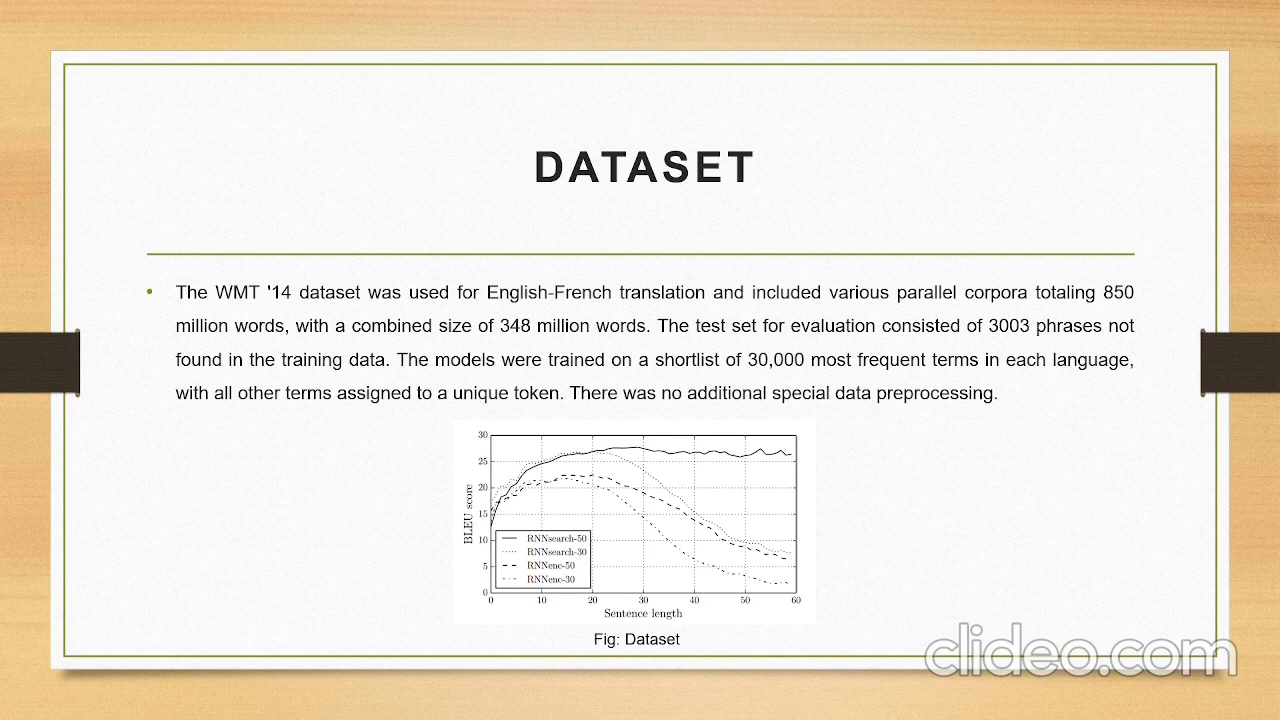 DATASET
• The WMT '14 dataset was used for English-French translation and included various parallel corpora totaling 850
million words, with a combined size of 348 million words. The test set for evaluation consisted of 3003 phrases not
found in the training data. The models were trained on a shortlist of 30,000 most frequent terms in each language,
with all other terms assigned to a unique token. There was no additional special data preprocessing.
30
25
20
15
10
5
0
BLEU score
RNNsearch-50
RNNsearch-30
RNNenc-50
RNNenc-30
0 10 20 30 40 50 60
Sentence length
Fig: Dataset
clideo.com